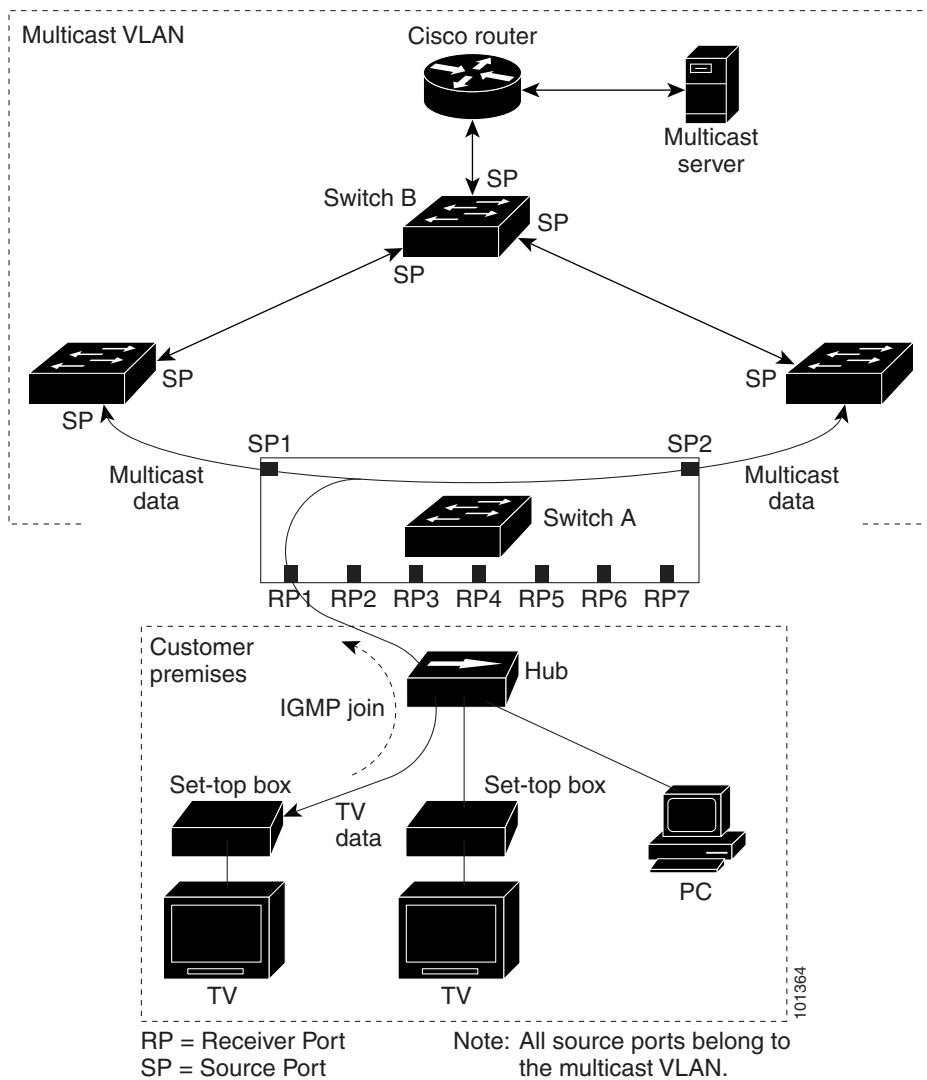 Multicast VLAN
Cisco router
Multicast
server
SP
Switch B
SP
SP
SP
SP
SP
SP1
SP2
Multicast
data
Multicast
data
Switch A
RP1 RP2 RP3 RP4 RP5 RP6 RP7
Customer
premises
Hub
IGMP join
Set-top box
Set-top box
TV
data
PC
TV
TV
101364
RP = Receiver Port
SP = Source Port
Note: All source ports belong to
the multicast VLAN.